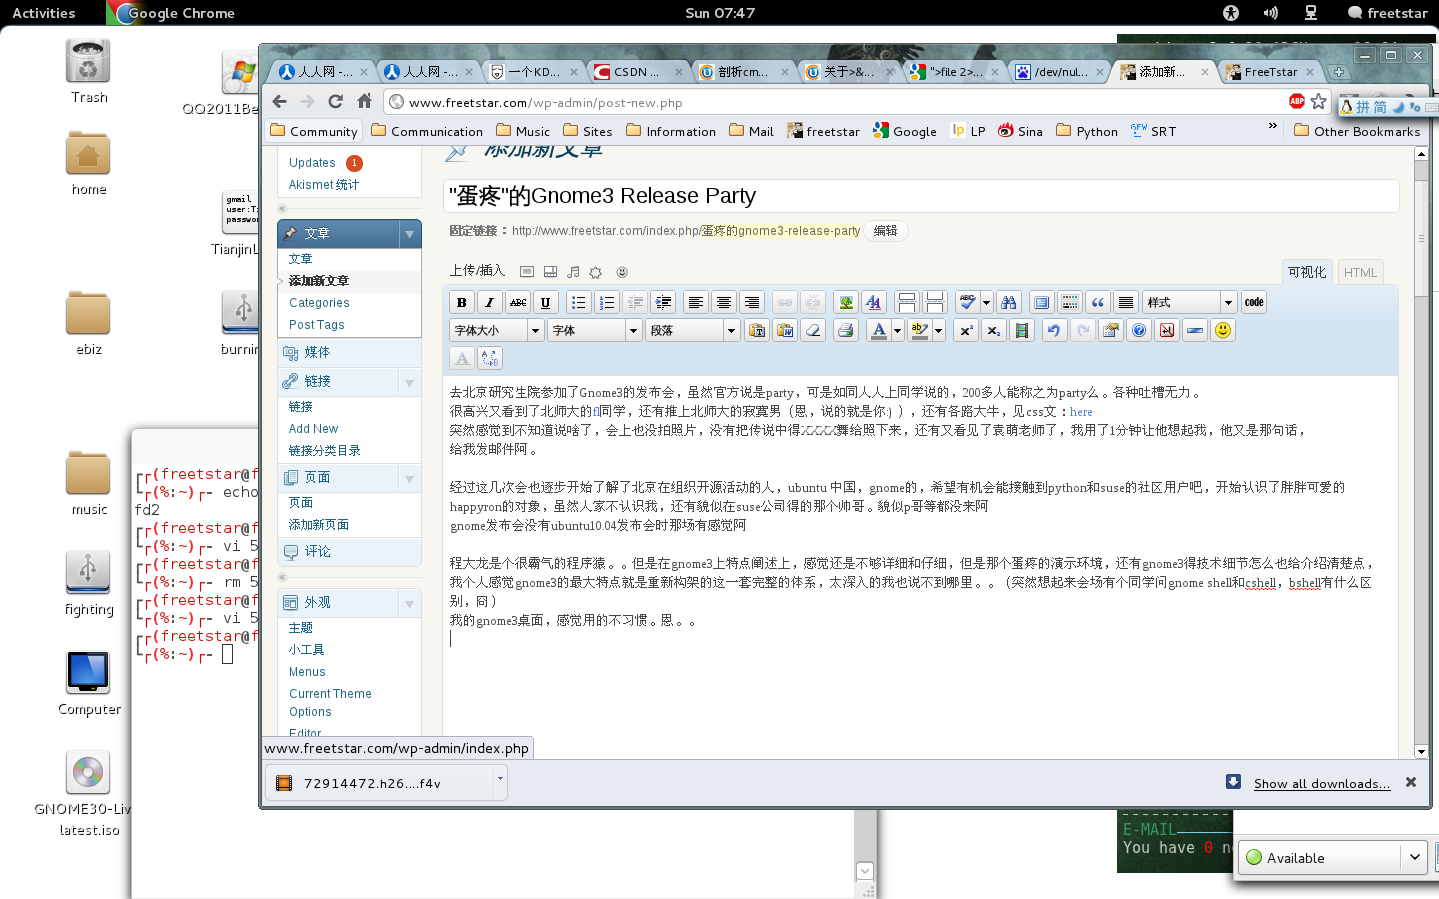 Activities
Google Chrome
Sun 07:47
freetstar
Trash
home
ebiz
music
fighting
Computer
GNOME30-Liv
latest.iso
QQ2011Be
gmail
user:T
passwor
TianjinL
burnin
(freetstar@f
(%:~)- echo
fd2
(freetstar@f
(%:~)- vi 5
(freetstar@f
(%:~)- rm 5
(freetstar@f
(%:~)- vi 5
(freetstar@f
(%:~)-
人人网 -...
人人网 -...
一个KD...
CSDN ...
剖析cm...
关于>&...
">file 2>...
/dev/nul...
添加新...
FreeTstar
www.freetstar.com/wp-admin/post-new.php
ABP
拼 简
Community
Communication
Music
Sites
Information
Mail
freetstar
Google
lp LP
Sina
Python
GFW SRT
»
Other Bookmarks
Updates 1
Akismet 统计
文章
文章
添加新文章
Categories
Post Tags
媒体
链接
链接
Add New
链接分类目录
页面
页面
添加新页面
评论
外观
主题
小工具
Menus
Current Theme
Options
Editor
添加新文章
"蛋疼"的Gnome3 Release Party
固定链接：http://www.freetstar.com/index.php/蛋疼的gnome3-release-party 编辑
上传/插入
可视化 HTML
B I ABC U
样式
code
字体大小 字体 段落
去北京研究生院参加了Gnome3的发布会，虽然官方说是party，可是如同人人上同学说的，200多人能称之为party么。各种吐槽无力。
很高兴又看到了北师大的fl同学，还有推上北师大的寂寞男（恩，说的就是你:) ），还有各路大牛，见css文：here
突然感觉到不知道说啥了，会上也没拍照片，没有把传说中得XXXX舞给照下来，还有又看见了袁萌老师了，我用了1分钟让他想起我，他又是那句话，
给我发邮件阿。
经过这几次会也逐步开始了解了北京在组织开源活动的人，ubuntu 中国，gnome的，希望有机会能接触到python和suse的社区用户吧，开始认识了胖胖可爱的
happyron的对象，虽然人家不认识我，还有貌似在suse公司得的那个帅哥。貌似p哥等都没来阿
gnome发布会没有ubuntu10.04发布会时那场有感觉阿
程大龙是个很霸气的程序猿。。但是在gnome3上特点阐述上，感觉还是不够详细和仔细，但是那个蛋疼的演示环境，还有gnome3得技术细节怎么也给介绍清楚点，
我个人感觉gnome3的最大特点就是重新构架的这一套完整的体系，太深入的我也说不到哪里。。（突然想起来会场有个同学问gnome shell和cshell，bshell有什么区
别，囧 ）
我的gnome3桌面，感觉用的不习惯。恩。。
www.freetstar.com/wp-admin/index.php
72914472.h26....f4v
Show all downloads...
E-MAIL
You have 0 n
Available